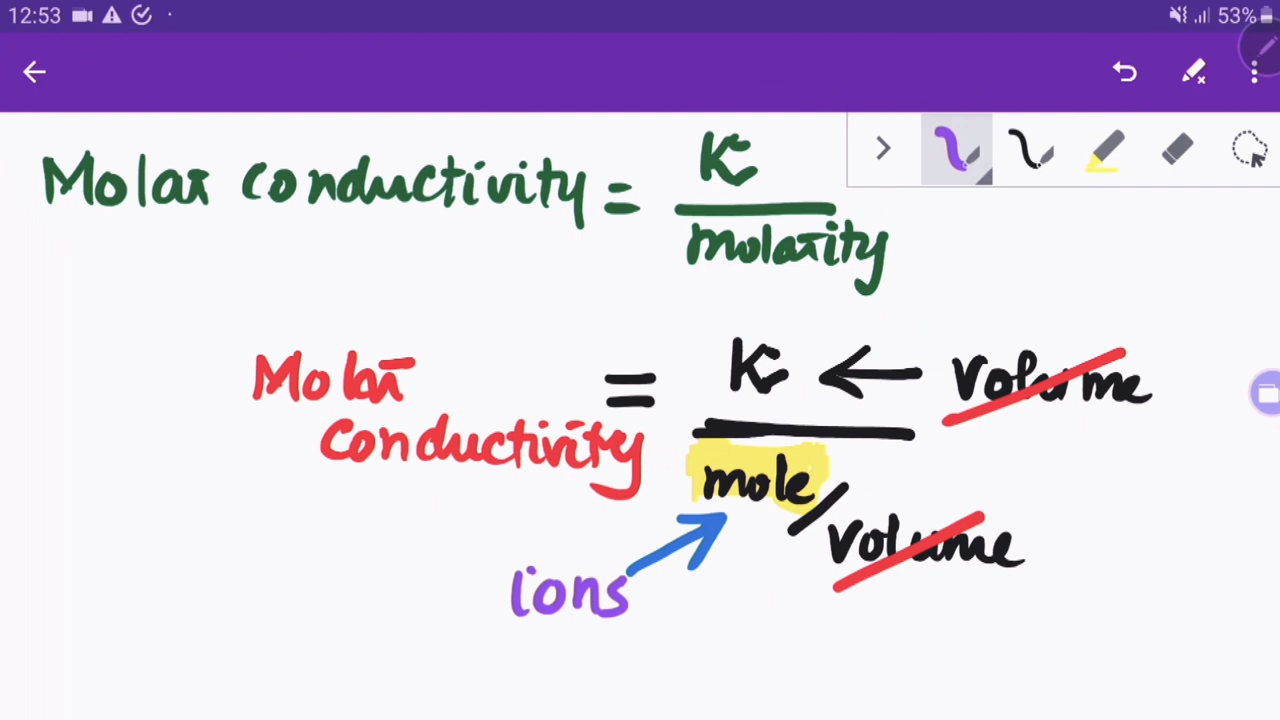 12:53
53%
Molar conductivity = K
molarity
Molar conductivity = K ← volume
mole / volume
ions